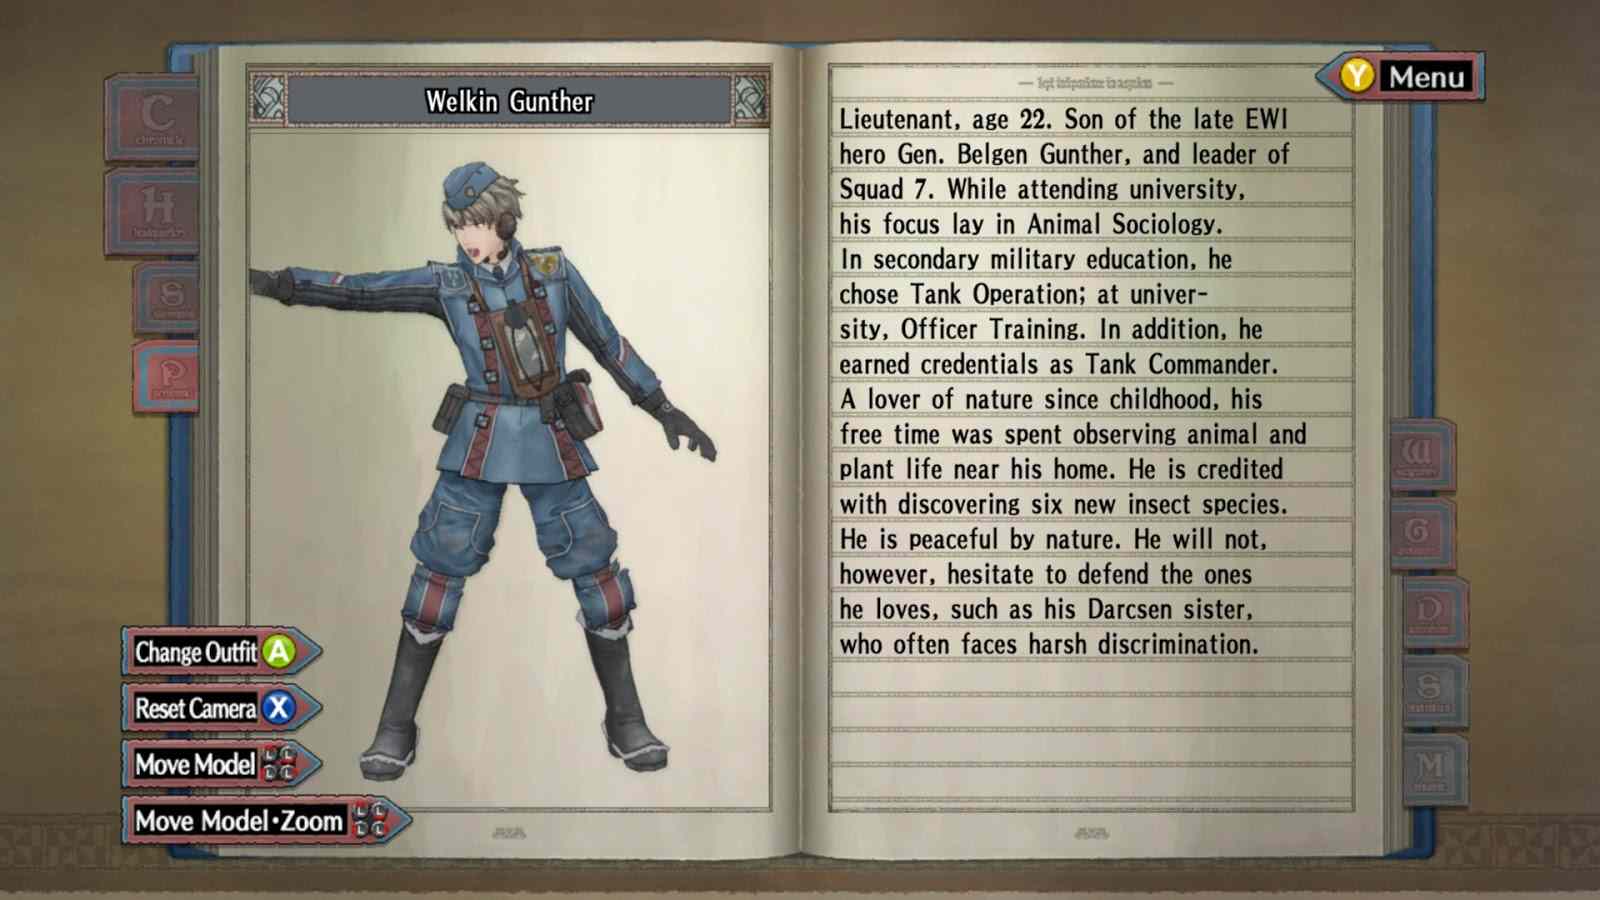 Welkin Gunther
Y Menu
Lieutenant, age 22. Son of the late EWI
hero Gen. Belgen Gunther, and leader of
Squad 7. While attending university,
his focus lay in Animal Sociology.
In secondary military education, he
chose Tank Operation; at univer-
sity, Officer Training. In addition, he
earned credentials as Tank Commander.
A lover of nature since childhood, his
free time was spent observing animal and
plant life near his home. He is credited
with discovering six new insect species.
He is peaceful by nature. He will not,
however, hesitate to defend the ones
he loves, such as his Darcsen sister,
who often faces harsh discrimination.
C
chronicle
H
headquarters
S
P
personnel
W
G
D
S
M
Change Outfit A
Reset Camera X
Move Model L L L L
Move Model・Zoom L L L L